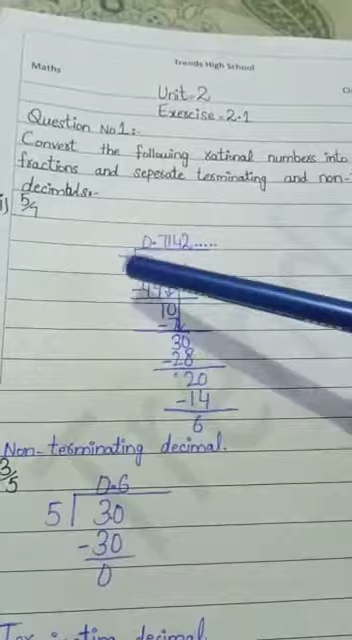 Maths
Trends High School
Unit-2
Exercise = 2.1
Question No 1:-
Convert the following rational numbers into
fractions and seperate terminating and non-
decimals:-
i) 5/7
0.7142.....
-49
10
-7
30
-28
20
-14
6
Non-terminating decimal.
3/5
0.6
5 30
-30
0
decimal.